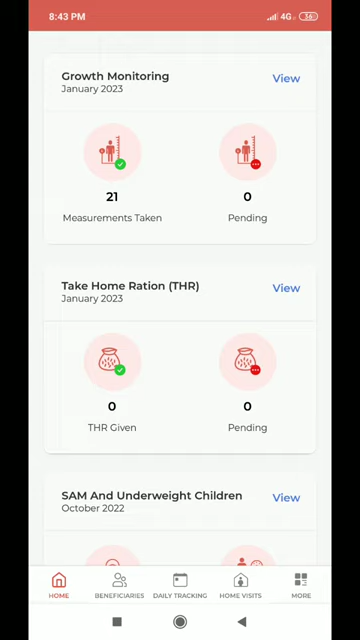 8:43 PM
4G
36
Growth Monitoring
View
January 2023
21
0
Measurements Taken
Pending
Take Home Ration (THR)
View
January 2023
0
0
THR Given
Pending
SAM And Underweight Children
View
October 2022
HOME
BENEFICIARIES
DAILY TRACKING
HOME VISITS
MORE